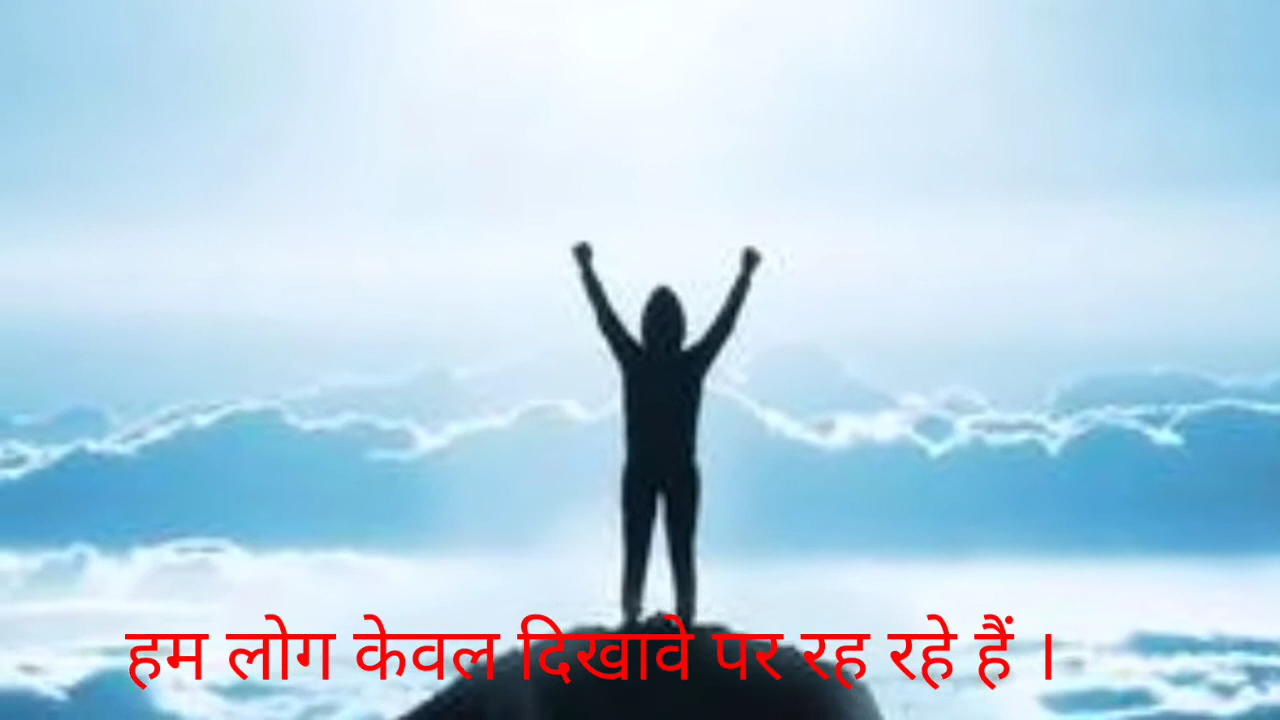 हम लोग केवल दिखावे पर रह रहे हैं ।